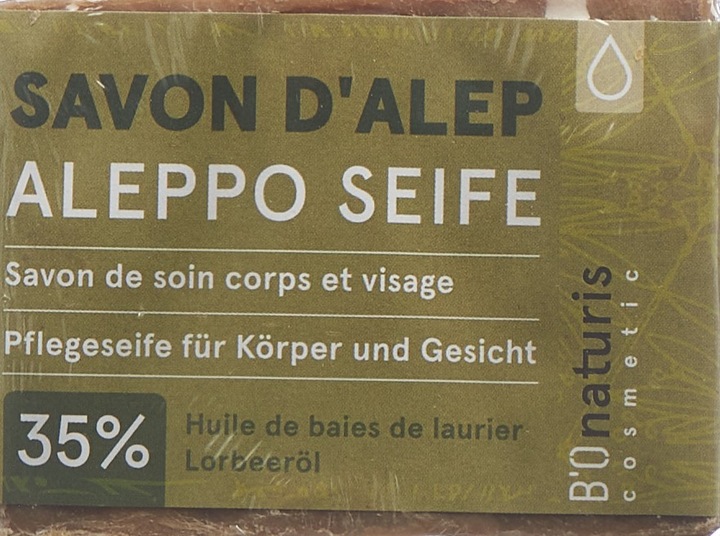 SAVON D'ALEP
ALEPPO SEIFE
Savon de soin corps et visage
Pflegeseife für Körper und Gesicht
35%
Huile de baies de laurier
Lorbeeröl
B'Onaturis
cosmetic